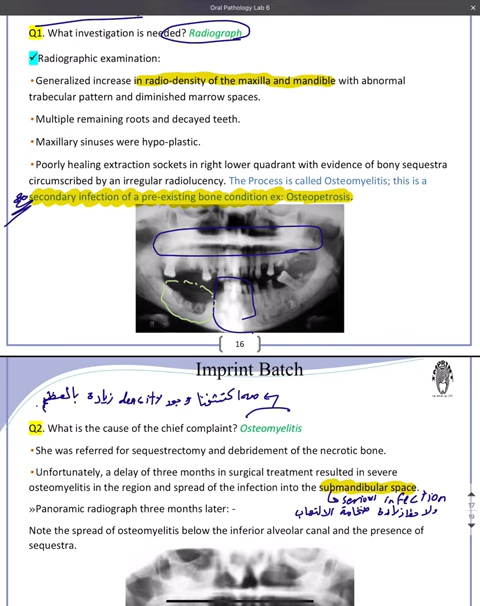 Oral Pathology Lab 6
Q1. What investigation is needed? Radiograph
✓Radiographic examination:
•Generalized increase in radio-density of the maxilla and mandible with abnormal
trabecular pattern and diminished marrow spaces.
•Multiple remaining roots and decayed teeth.
•Maxillary sinuses were hypo-plastic.
•Poorly healing extraction sockets in right lower quadrant with evidence of bony sequestra
circumscribed by an irregular radiolucency. The Process is called Osteomyelitis; this is a
secondary infection of a pre-existing bone condition ex: Osteopetrosis.
16
Imprint Batch
density زيادة بالعظم
Q2. What is the cause of the chief complaint? Osteomyelitis
•She was referred for sequestrectomy and debridement of the necrotic bone.
•Unfortunately, a delay of three months in surgical treatment resulted in severe
osteomyelitis in the region and spread of the infection into the submandibular space.
serious infection
»Panoramic radiograph three months later: -
الالتهاب
17
19
Note the spread of osteomyelitis below the inferior alveolar canal and the presence of
sequestra.